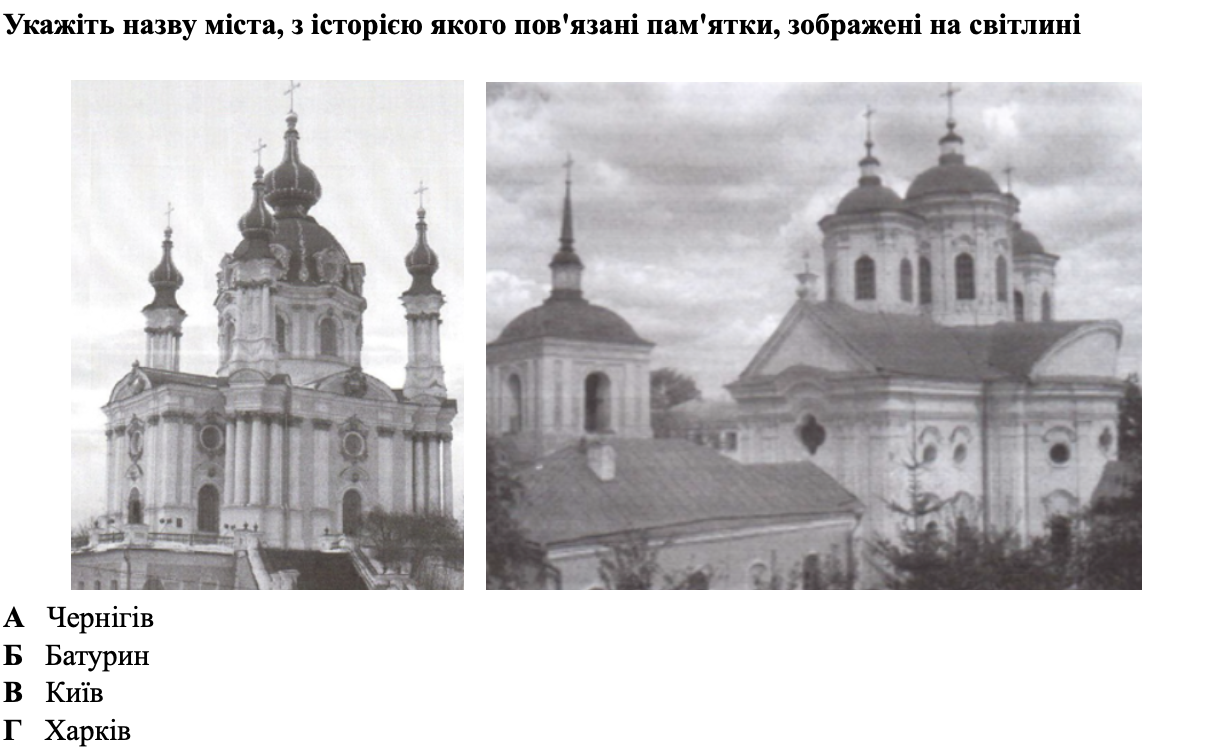 Укажіть назву міста, з історією якого пов'язані пам'ятки, зображені на світлині
А Чернігів
Б Батурин
В Київ
Г Харків